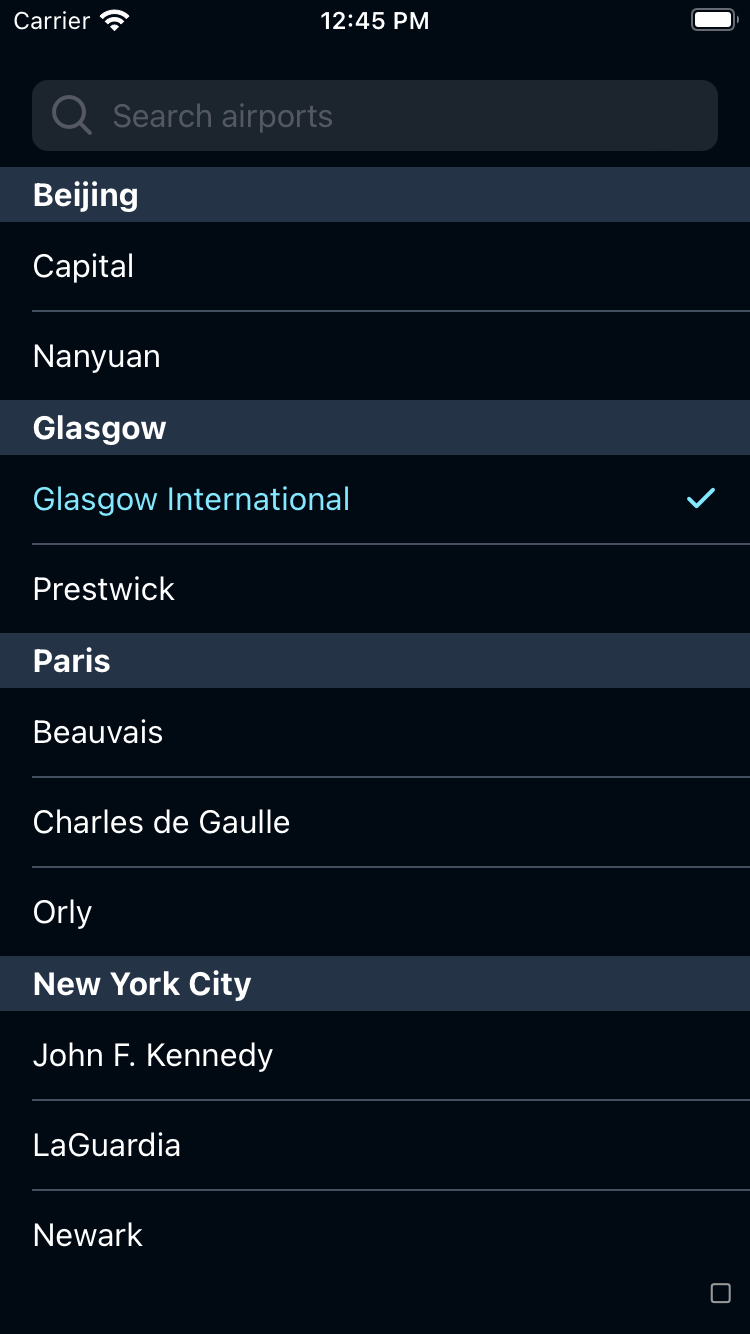 Carrier 12:45 PM
Search airports
Beijing
Capital
Nanyuan
Glasgow
Glasgow International
Prestwick
Paris
Beauvais
Charles de Gaulle
Orly
New York City
John F. Kennedy
LaGuardia
Newark